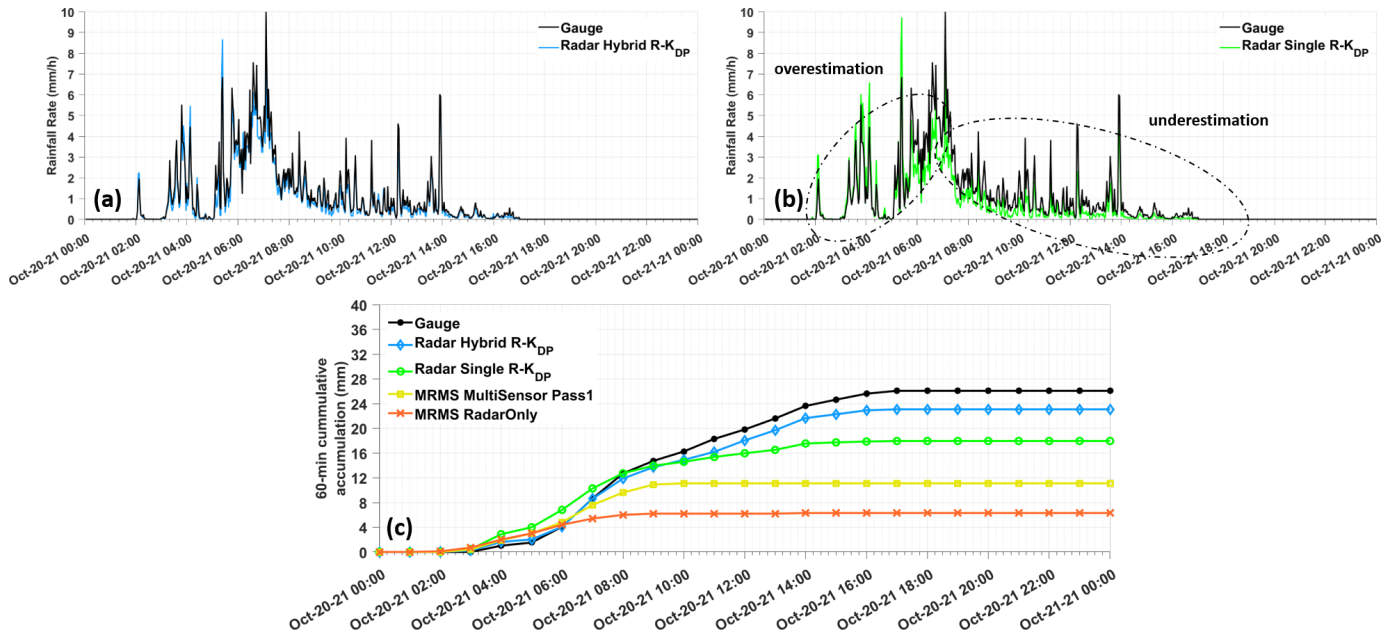 10
9
8
7
6
5
4
3
2
1
0
Rainfall Rate (mm/h)
Gauge
Radar Hybrid R-K_DP
(a)
Oct-20-21 00:00
Oct-20-21 02:00
Oct-20-21 04:00
Oct-20-21 06:00
Oct-20-21 08:00
Oct-20-21 10:00
Oct-20-21 12:00
Oct-20-21 14:00
Oct-20-21 16:00
Oct-20-21 18:00
Oct-20-21 20:00
Oct-20-21 22:00
Oct-21-21 00:00
10
9
8
7
6
5
4
3
2
1
0
Rainfall Rate (mm/h)
Gauge
Radar Single R-K_DP
overestimation
underestimation
(b)
Oct-20-21 00:00
Oct-20-21 02:00
Oct-20-21 04:00
Oct-20-21 06:00
Oct-20-21 08:00
Oct-20-21 10:00
Oct-20-21 12:00
Oct-20-21 14:00
Oct-20-21 16:00
Oct-20-21 18:00
Oct-20-21 20:00
Oct-20-21 22:00
Oct-21-21 00:00
40
36
32
28
24
20
16
12
8
4
0
60-min cummulative
accumulation (mm)
Gauge
Radar Hybrid R-K_DP
Radar Single R-K_DP
MRMS MultiSensor Pass1
MRMS RadarOnly
(c)
Oct-20-21 00:00
Oct-20-21 02:00
Oct-20-21 04:00
Oct-20-21 06:00
Oct-20-21 08:00
Oct-20-21 10:00
Oct-20-21 12:00
Oct-20-21 14:00
Oct-20-21 16:00
Oct-20-21 18:00
Oct-20-21 20:00
Oct-20-21 22:00
Oct-21-21 00:00